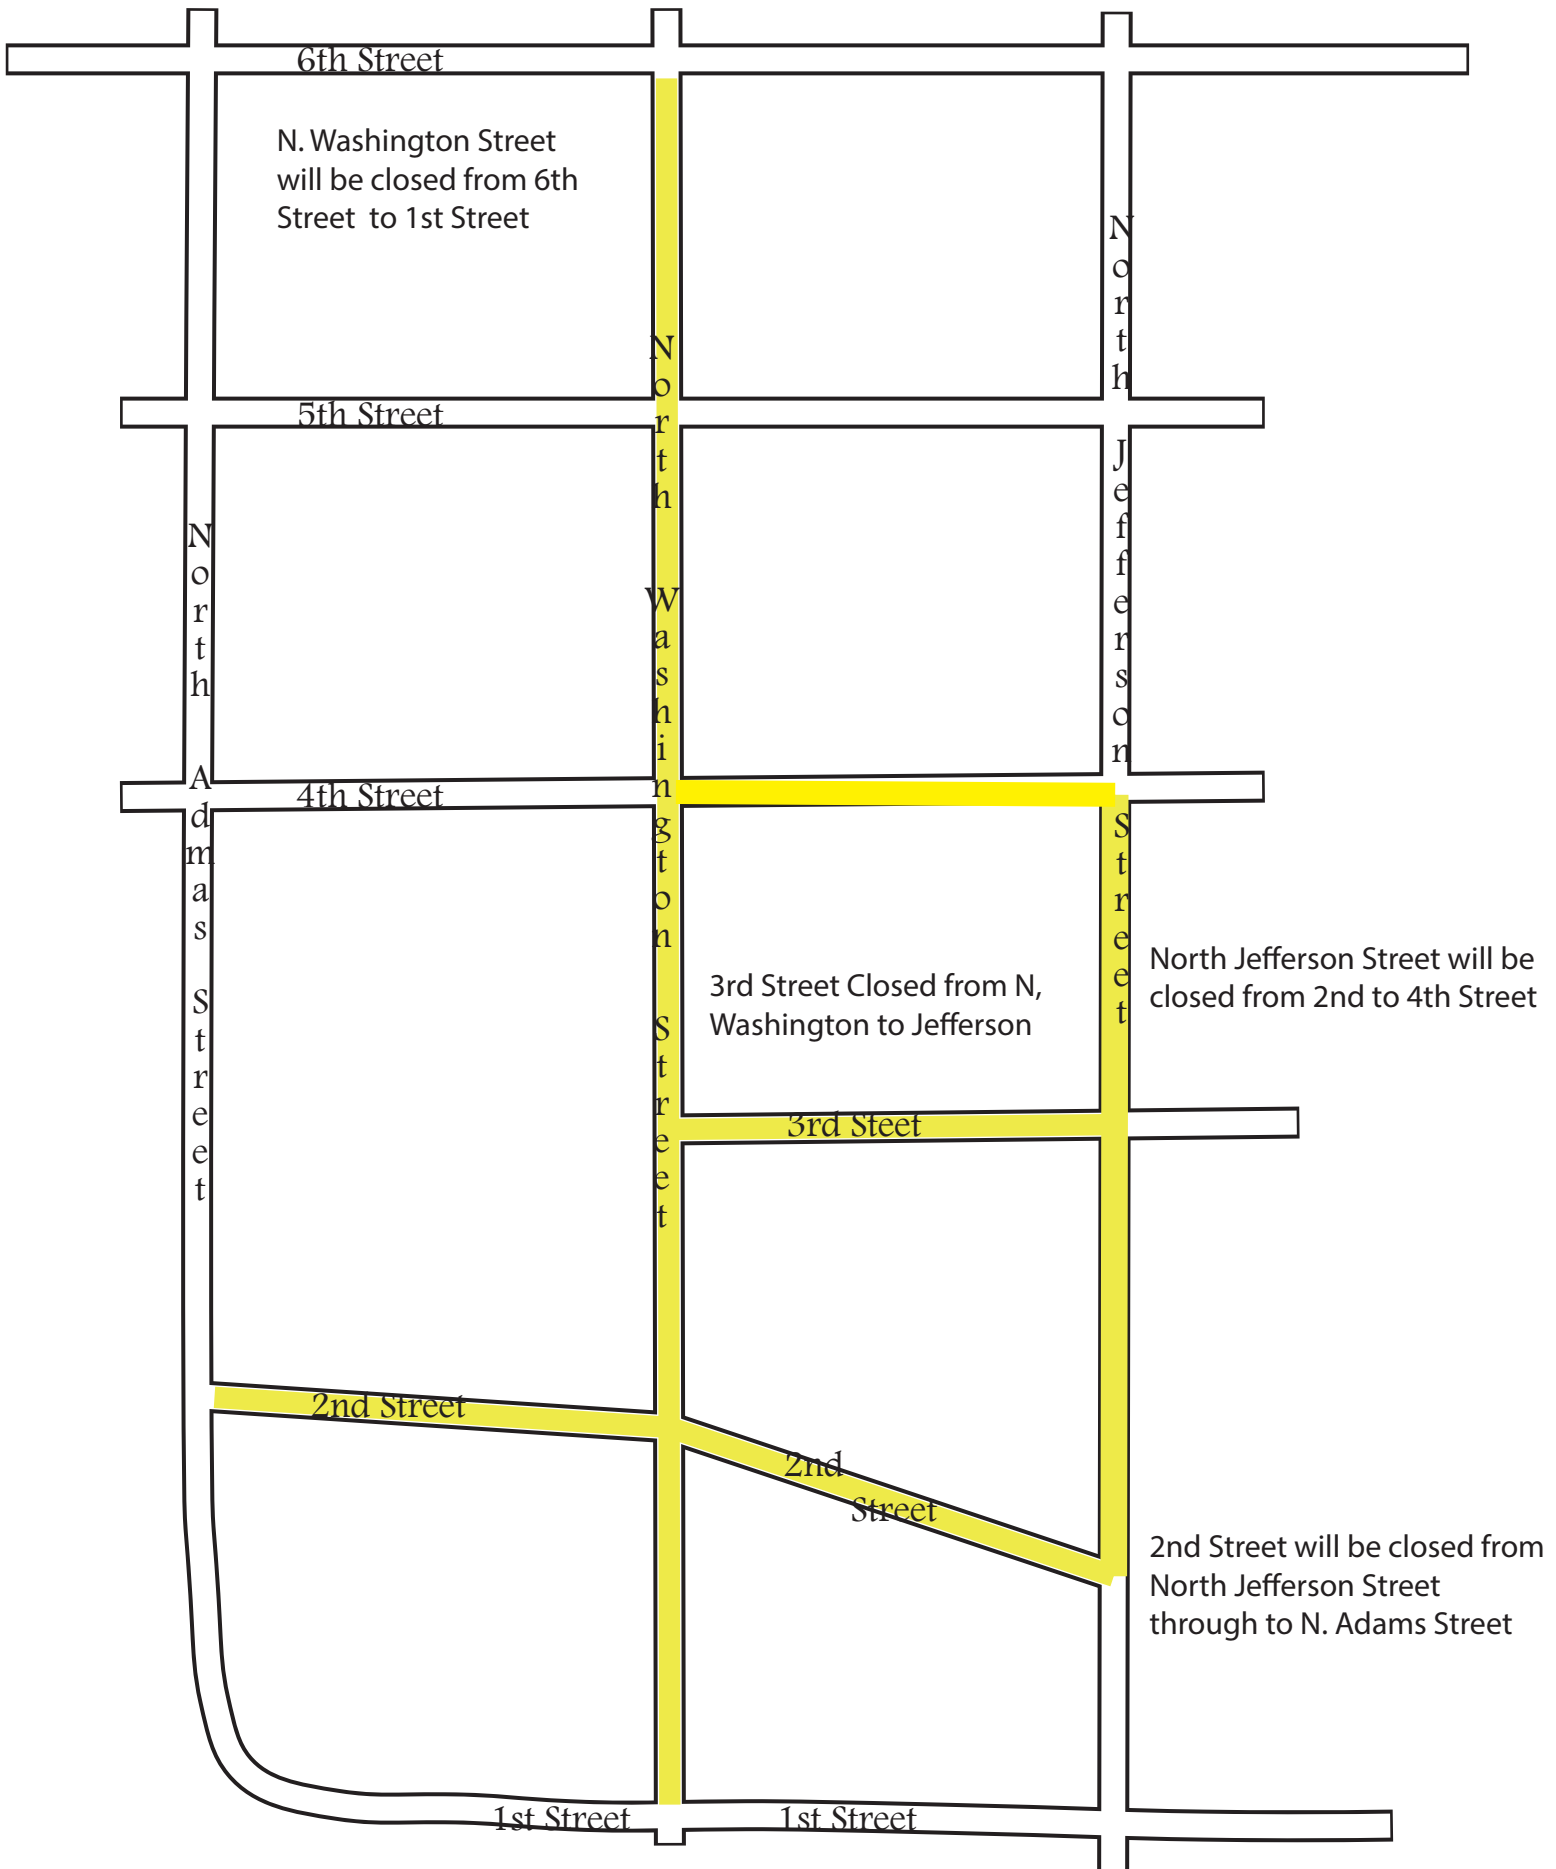 6th Street
N. Washington Street
will be closed from 6th
Street to 1st Street
North Jefferson Street
North Washington Street
5th Street
North Adams Street
4th Street
3rd Street Closed from N,
Washington to Jefferson
North Jefferson Street will be
closed from 2nd to 4th Street
3rd Steet
2nd Street
2nd
Street
2nd Street will be closed from
North Jefferson Street
through to N. Adams Street
1st Street
1st Street